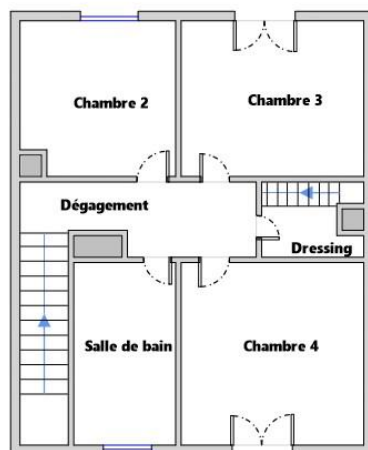 Chambre 2
Chambre 3
Dégagement
Dressing
Salle de bain
Chambre 4